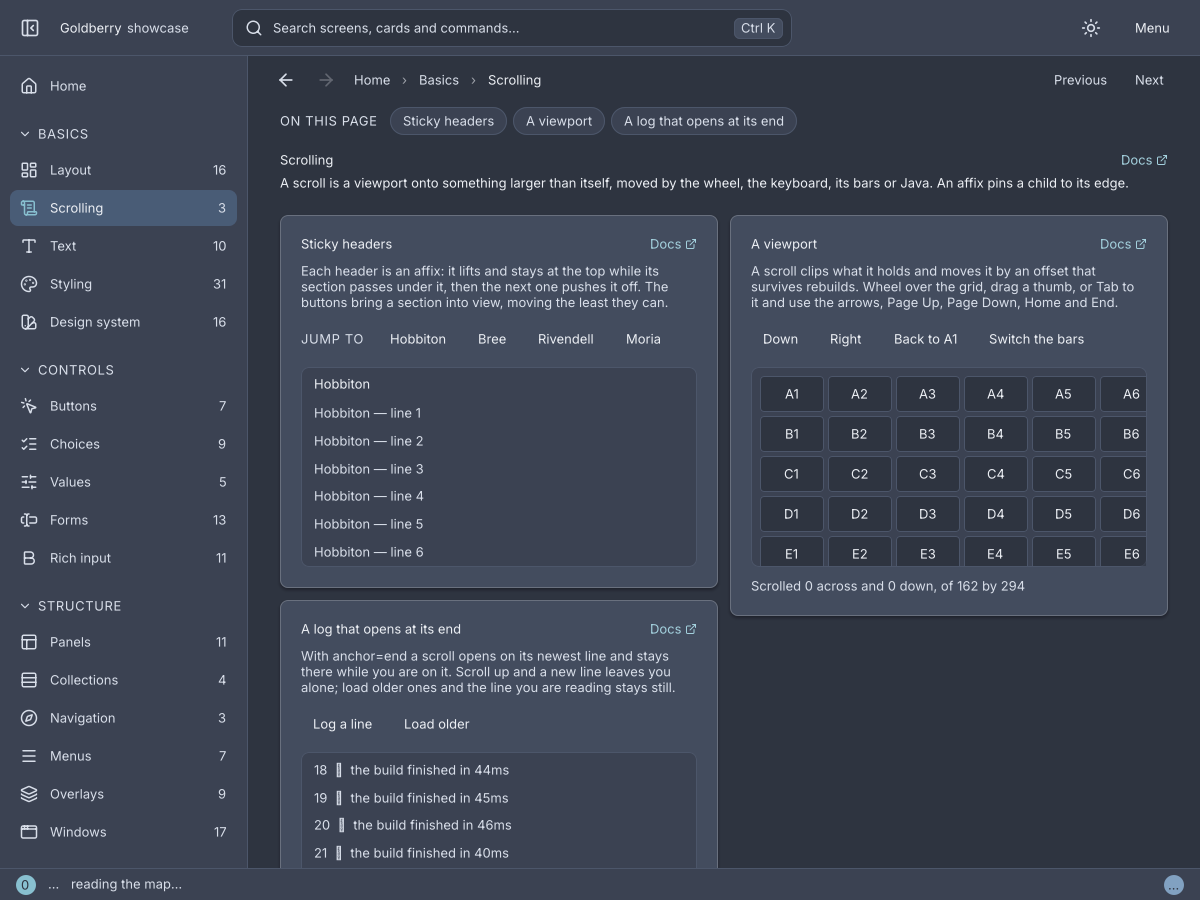 Goldberry showcase
Search screens, cards and commands...
Ctrl K
Menu
Home
BASICS
Layout 16
Scrolling 3
Text 10
Styling 31
Design system 16
CONTROLS
Buttons 7
Choices 9
Values 5
Forms 13
Rich input 11
STRUCTURE
Panels 11
Collections 4
Navigation 3
Menus 7
Overlays 9
Windows 17
Home › Basics › Scrolling
Previous Next
ON THIS PAGE Sticky headers A viewport A log that opens at its end
Scrolling Docs
A scroll is a viewport onto something larger than itself, moved by the wheel, the keyboard, its bars or Java. An affix pins a child to its edge.
Sticky headers Docs
Each header is an affix: it lifts and stays at the top while its
section passes under it, then the next one pushes it off. The
buttons bring a section into view, moving the least they can.
JUMP TO Hobbiton Bree Rivendell Moria
Hobbiton
Hobbiton — line 1
Hobbiton — line 2
Hobbiton — line 3
Hobbiton — line 4
Hobbiton — line 5
Hobbiton — line 6
A viewport Docs
A scroll clips what it holds and moves it by an offset that
survives rebuilds. Wheel over the grid, drag a thumb, or Tab to
it and use the arrows, Page Up, Page Down, Home and End.
Down Right Back to A1 Switch the bars
A1 A2 A3 A4 A5 A6
B1 B2 B3 B4 B5 B6
C1 C2 C3 C4 C5 C6
D1 D2 D3 D4 D5 D6
E1 E2 E3 E4 E5 E6
Scrolled 0 across and 0 down, of 162 by 294
A log that opens at its end Docs
With anchor=end a scroll opens on its newest line and stays
there while you are on it. Scroll up and a new line leaves you
alone; load older ones and the line you are reading stays still.
Log a line Load older
18 the build finished in 44ms
19 the build finished in 45ms
20 the build finished in 46ms
21 the build finished in 40ms
0 ... reading the map...
...